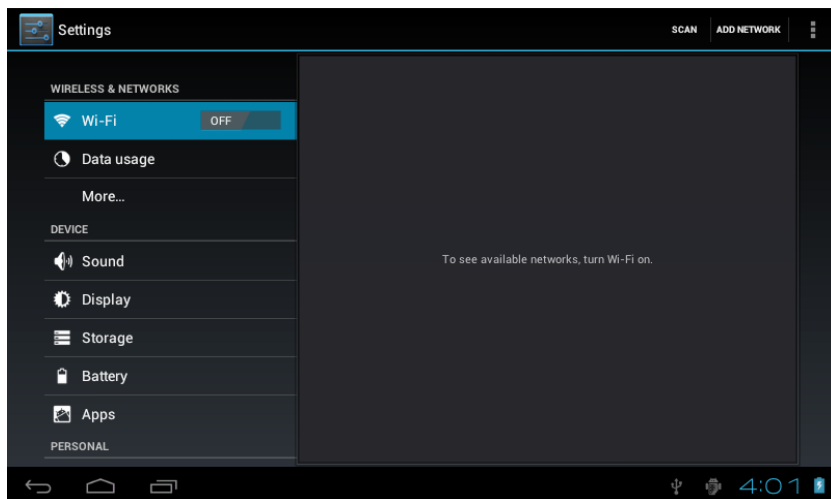 Settings
SCAN
ADD NETWORK
WIRELESS & NETWORKS
Wi-Fi
OFF
Data usage
More...
DEVICE
Sound
Display
Storage
Battery
Apps
PERSONAL
To see available networks, turn Wi-Fi on.
4:01